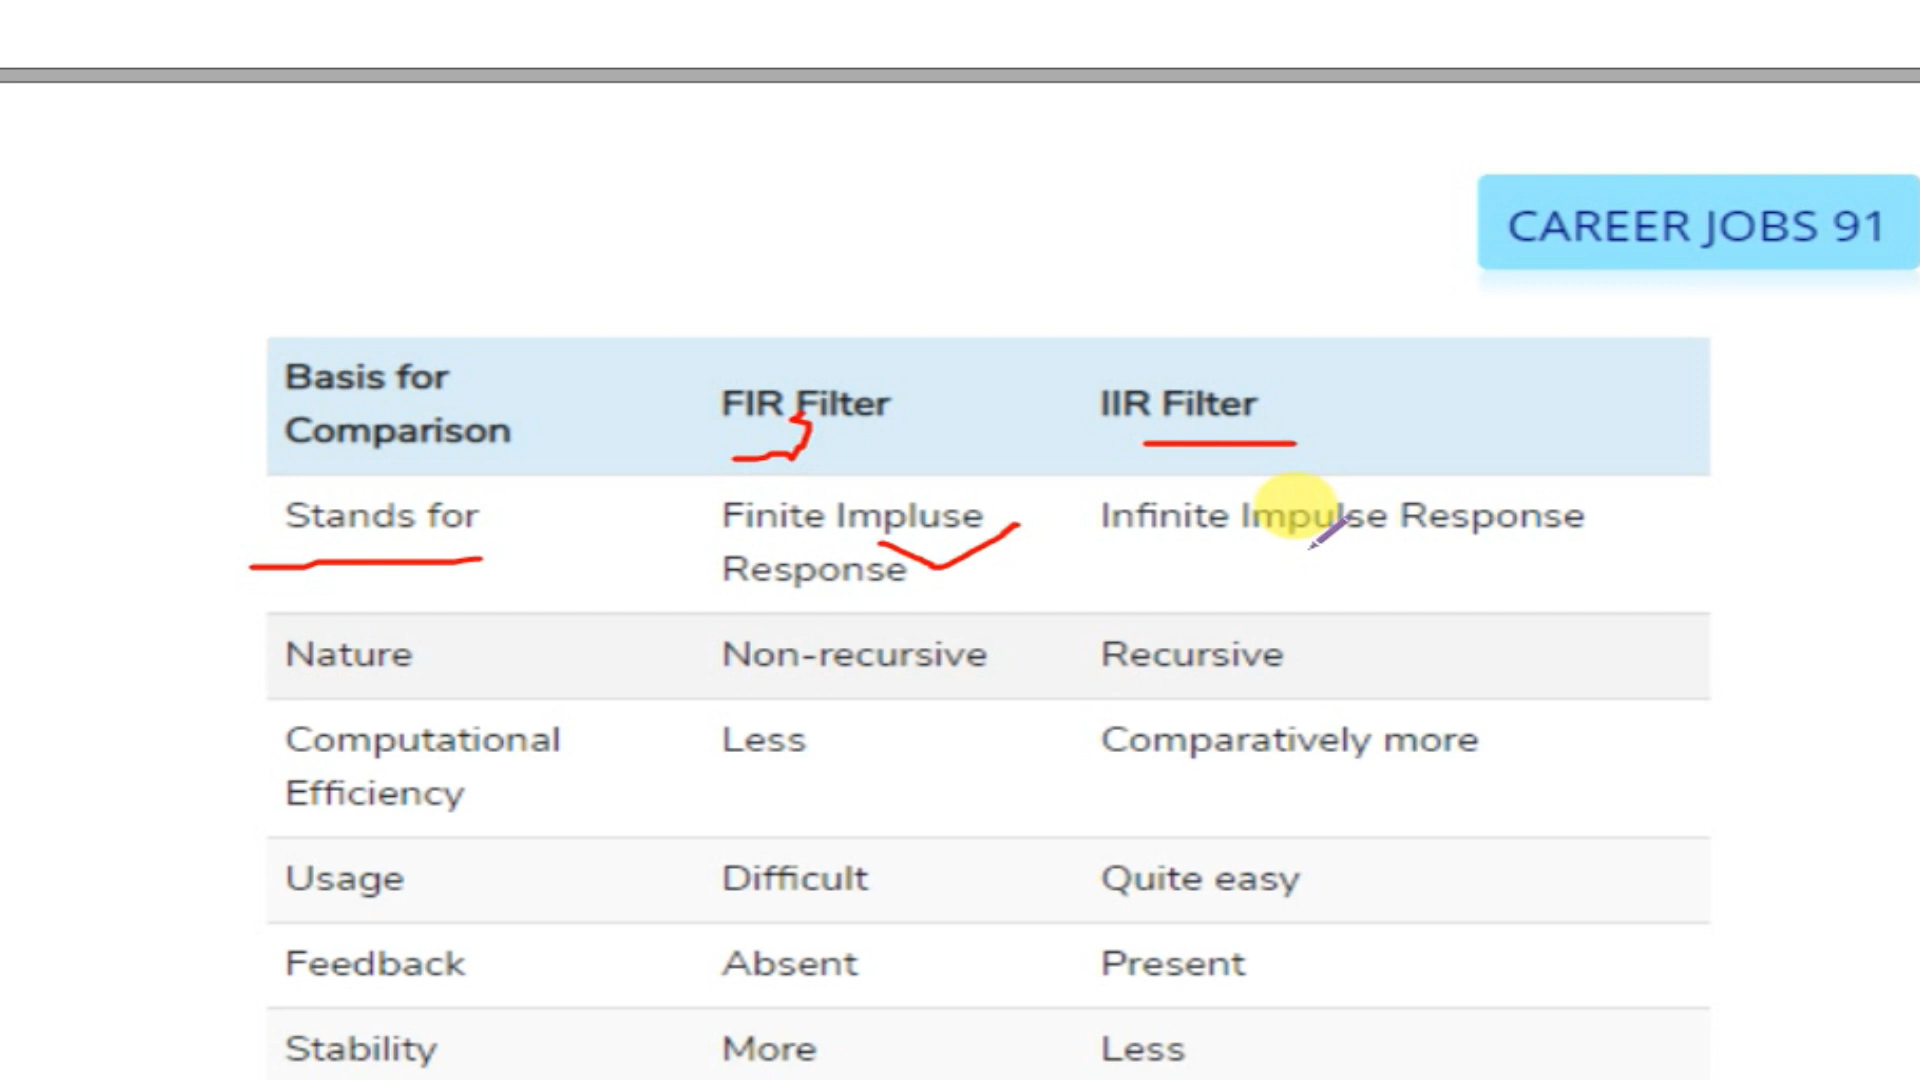 CAREER JOBS 91
Basis for
Comparison
FIR Filter
IIR Filter
Stands for
Finite Impluse
Response
Infinite Impulse Response
Nature
Non-recursive
Recursive
Computational
Efficiency
Less
Comparatively more
Usage
Difficult
Quite easy
Feedback
Absent
Present
Stability
More
Less